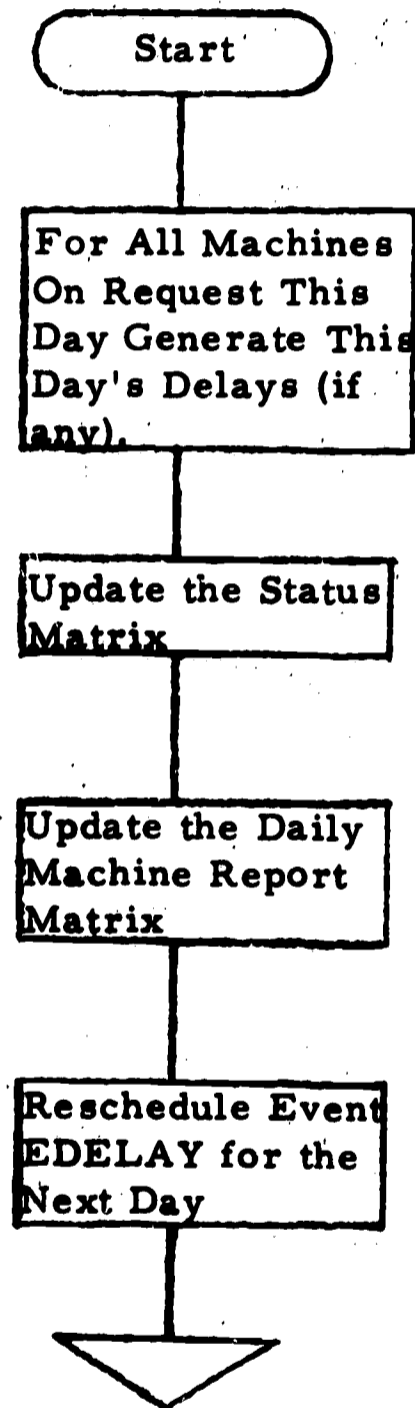 Start
For All Machines
On Request This
Day Generate This
Day's Delays (if
any).
Update the Status
Matrix
Update the Daily
Machine Report
Matrix
Reschedule Event
EDELAY for the
Next Day